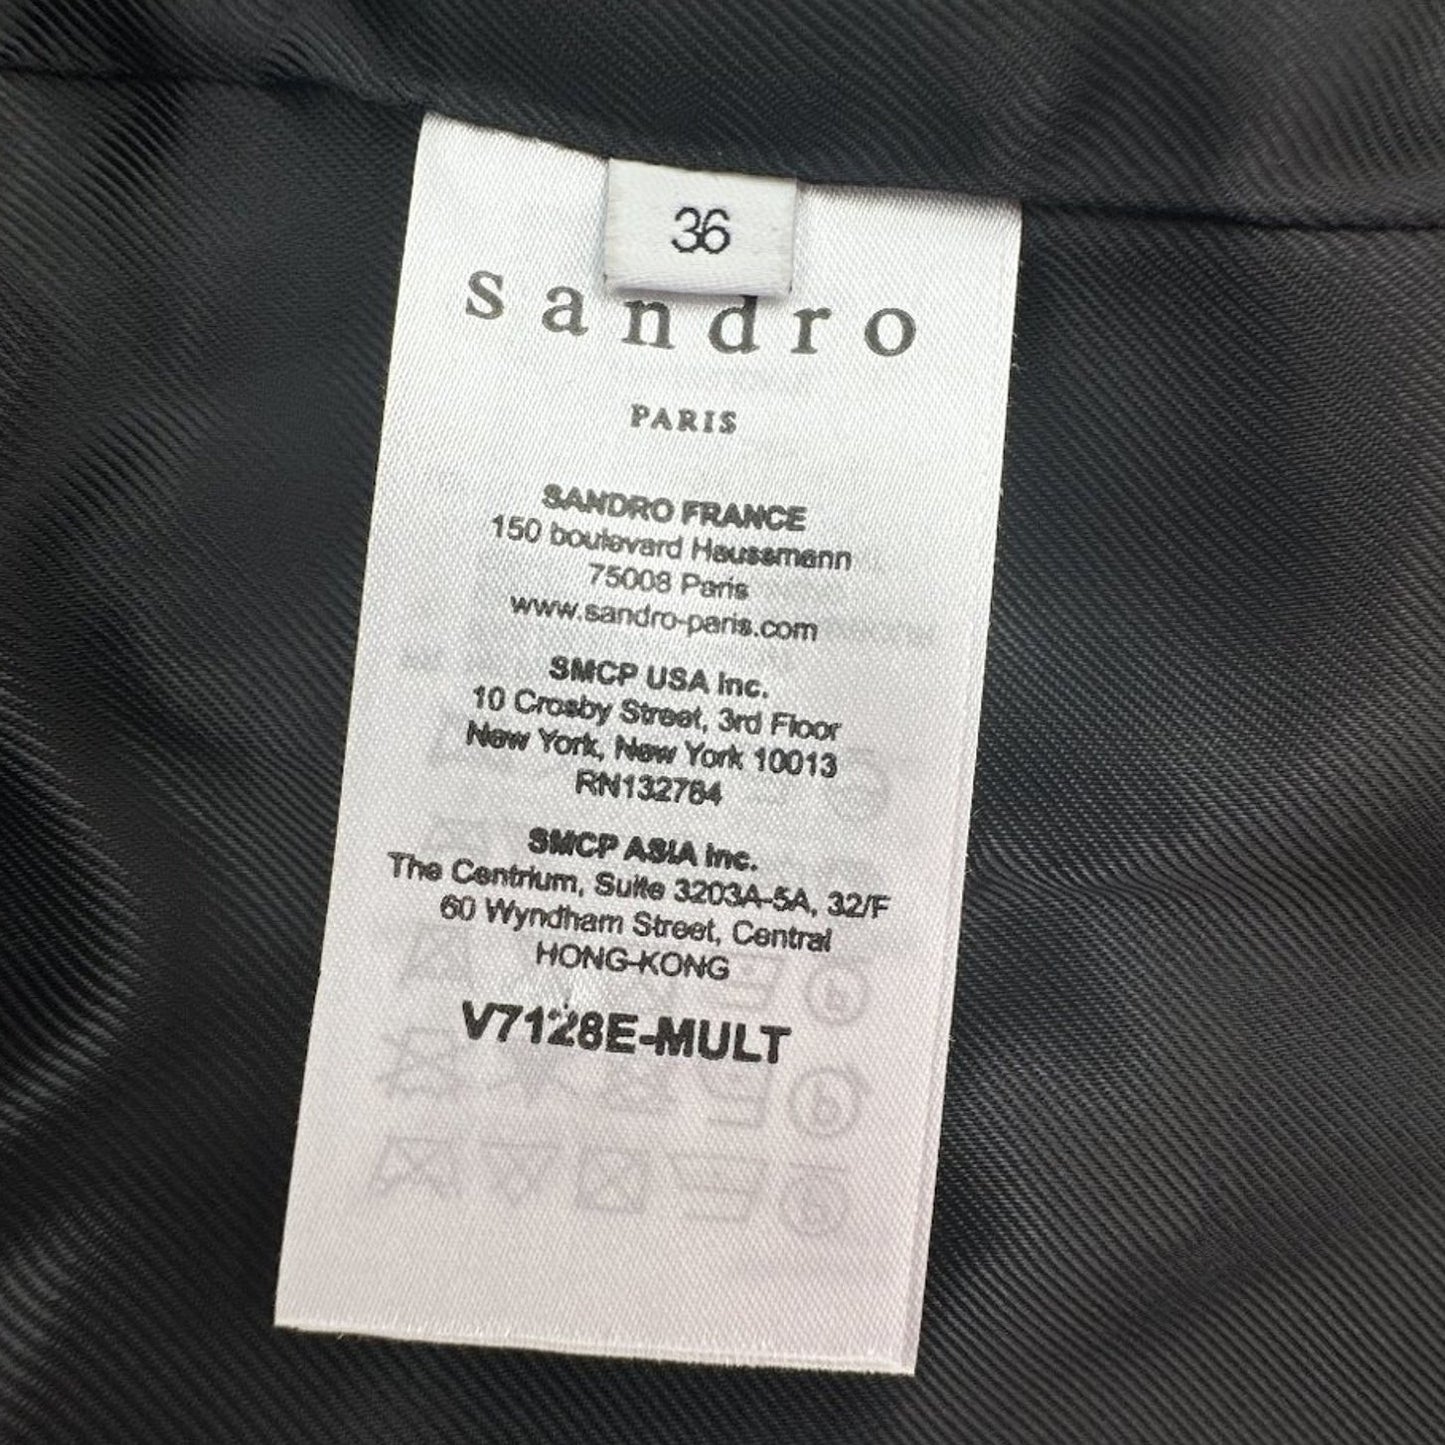 36
sandro
PARIS
SANDRO FRANCE
150 boulevard Haussmann
75008 Paris
www.sandro-paris.com
SMCP USA Inc.
10 Crosby Street, 3rd Floor
New York, New York 10013
RN132784
SMCP ASIA Inc.
The Centrium, Suite 3203A-5A, 32/F
60 Wyndham Street, Central
HONG-KONG
V7128E-MULT